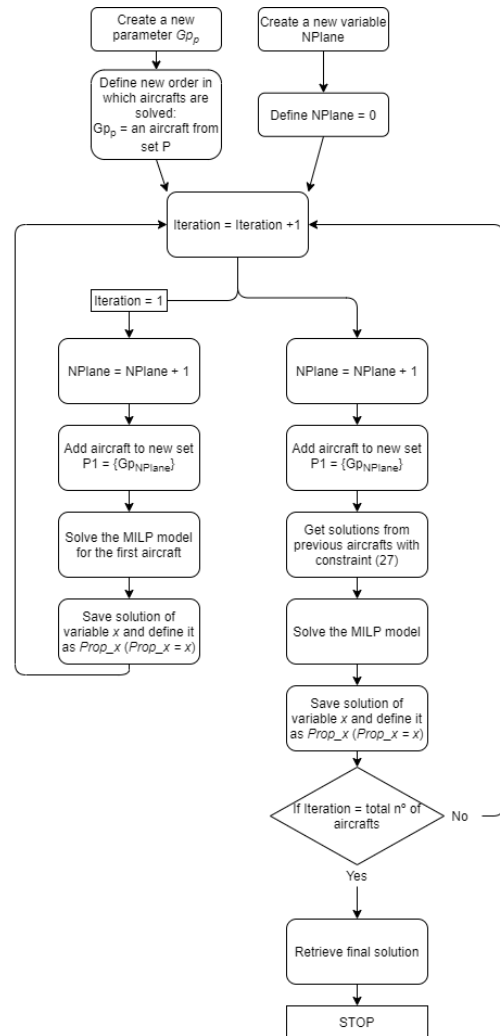 Create a new
parameter Gpₚ
Create a new variable
NPlane
Define new order in
which aircrafts are
solved:
Gpₚ = an aircraft from
set P
Define NPlane = 0
Iteration = Iteration +1
Iteration = 1
NPlane = NPlane + 1
Add aircraft to new set
P1 = {Gp_NPlane}
Solve the MILP model
for the first aircraft
Save solution of
variable x and define it
as Prop_x (Prop_x = x)
NPlane = NPlane + 1
Add aircraft to new set
P1 = {Gp_NPlane}
Get solutions from
previous aircrafts with
constraint (27)
Solve the MILP model
Save solution of
variable x and define it
as Prop_x (Prop_x = x)
If Iteration = total nº of
aircrafts
No
Yes
Retrieve final solution
STOP